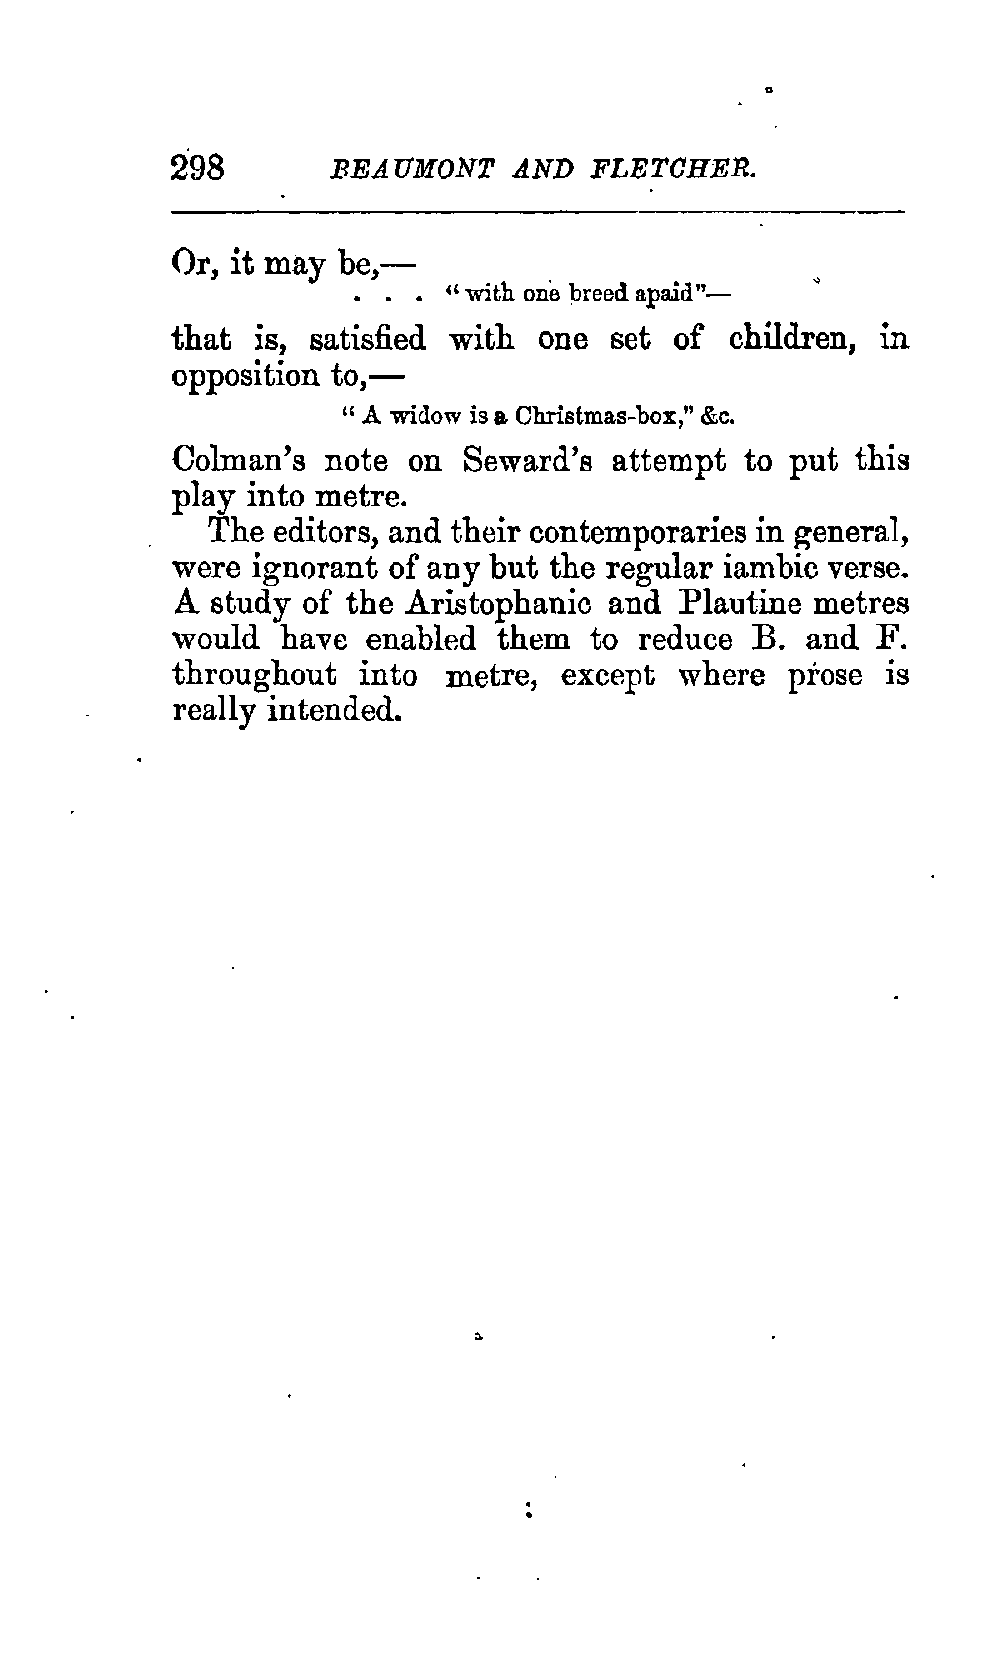 298 BEAUMONT AND FLETCHER.
Or, it may be,—
. . . “with one breed apaid”—
that is, satisfied with one set of children, in
opposition to,—
“A widow is a Christmas-box,” &c.
Colman’s note on Seward’s attempt to put this
play into metre.
The editors, and their contemporaries in general,
were ignorant of any but the regular iambic verse.
A study of the Aristophanic and Plautine metres
would have enabled them to reduce B. and F.
throughout into metre, except where prose is
really intended.